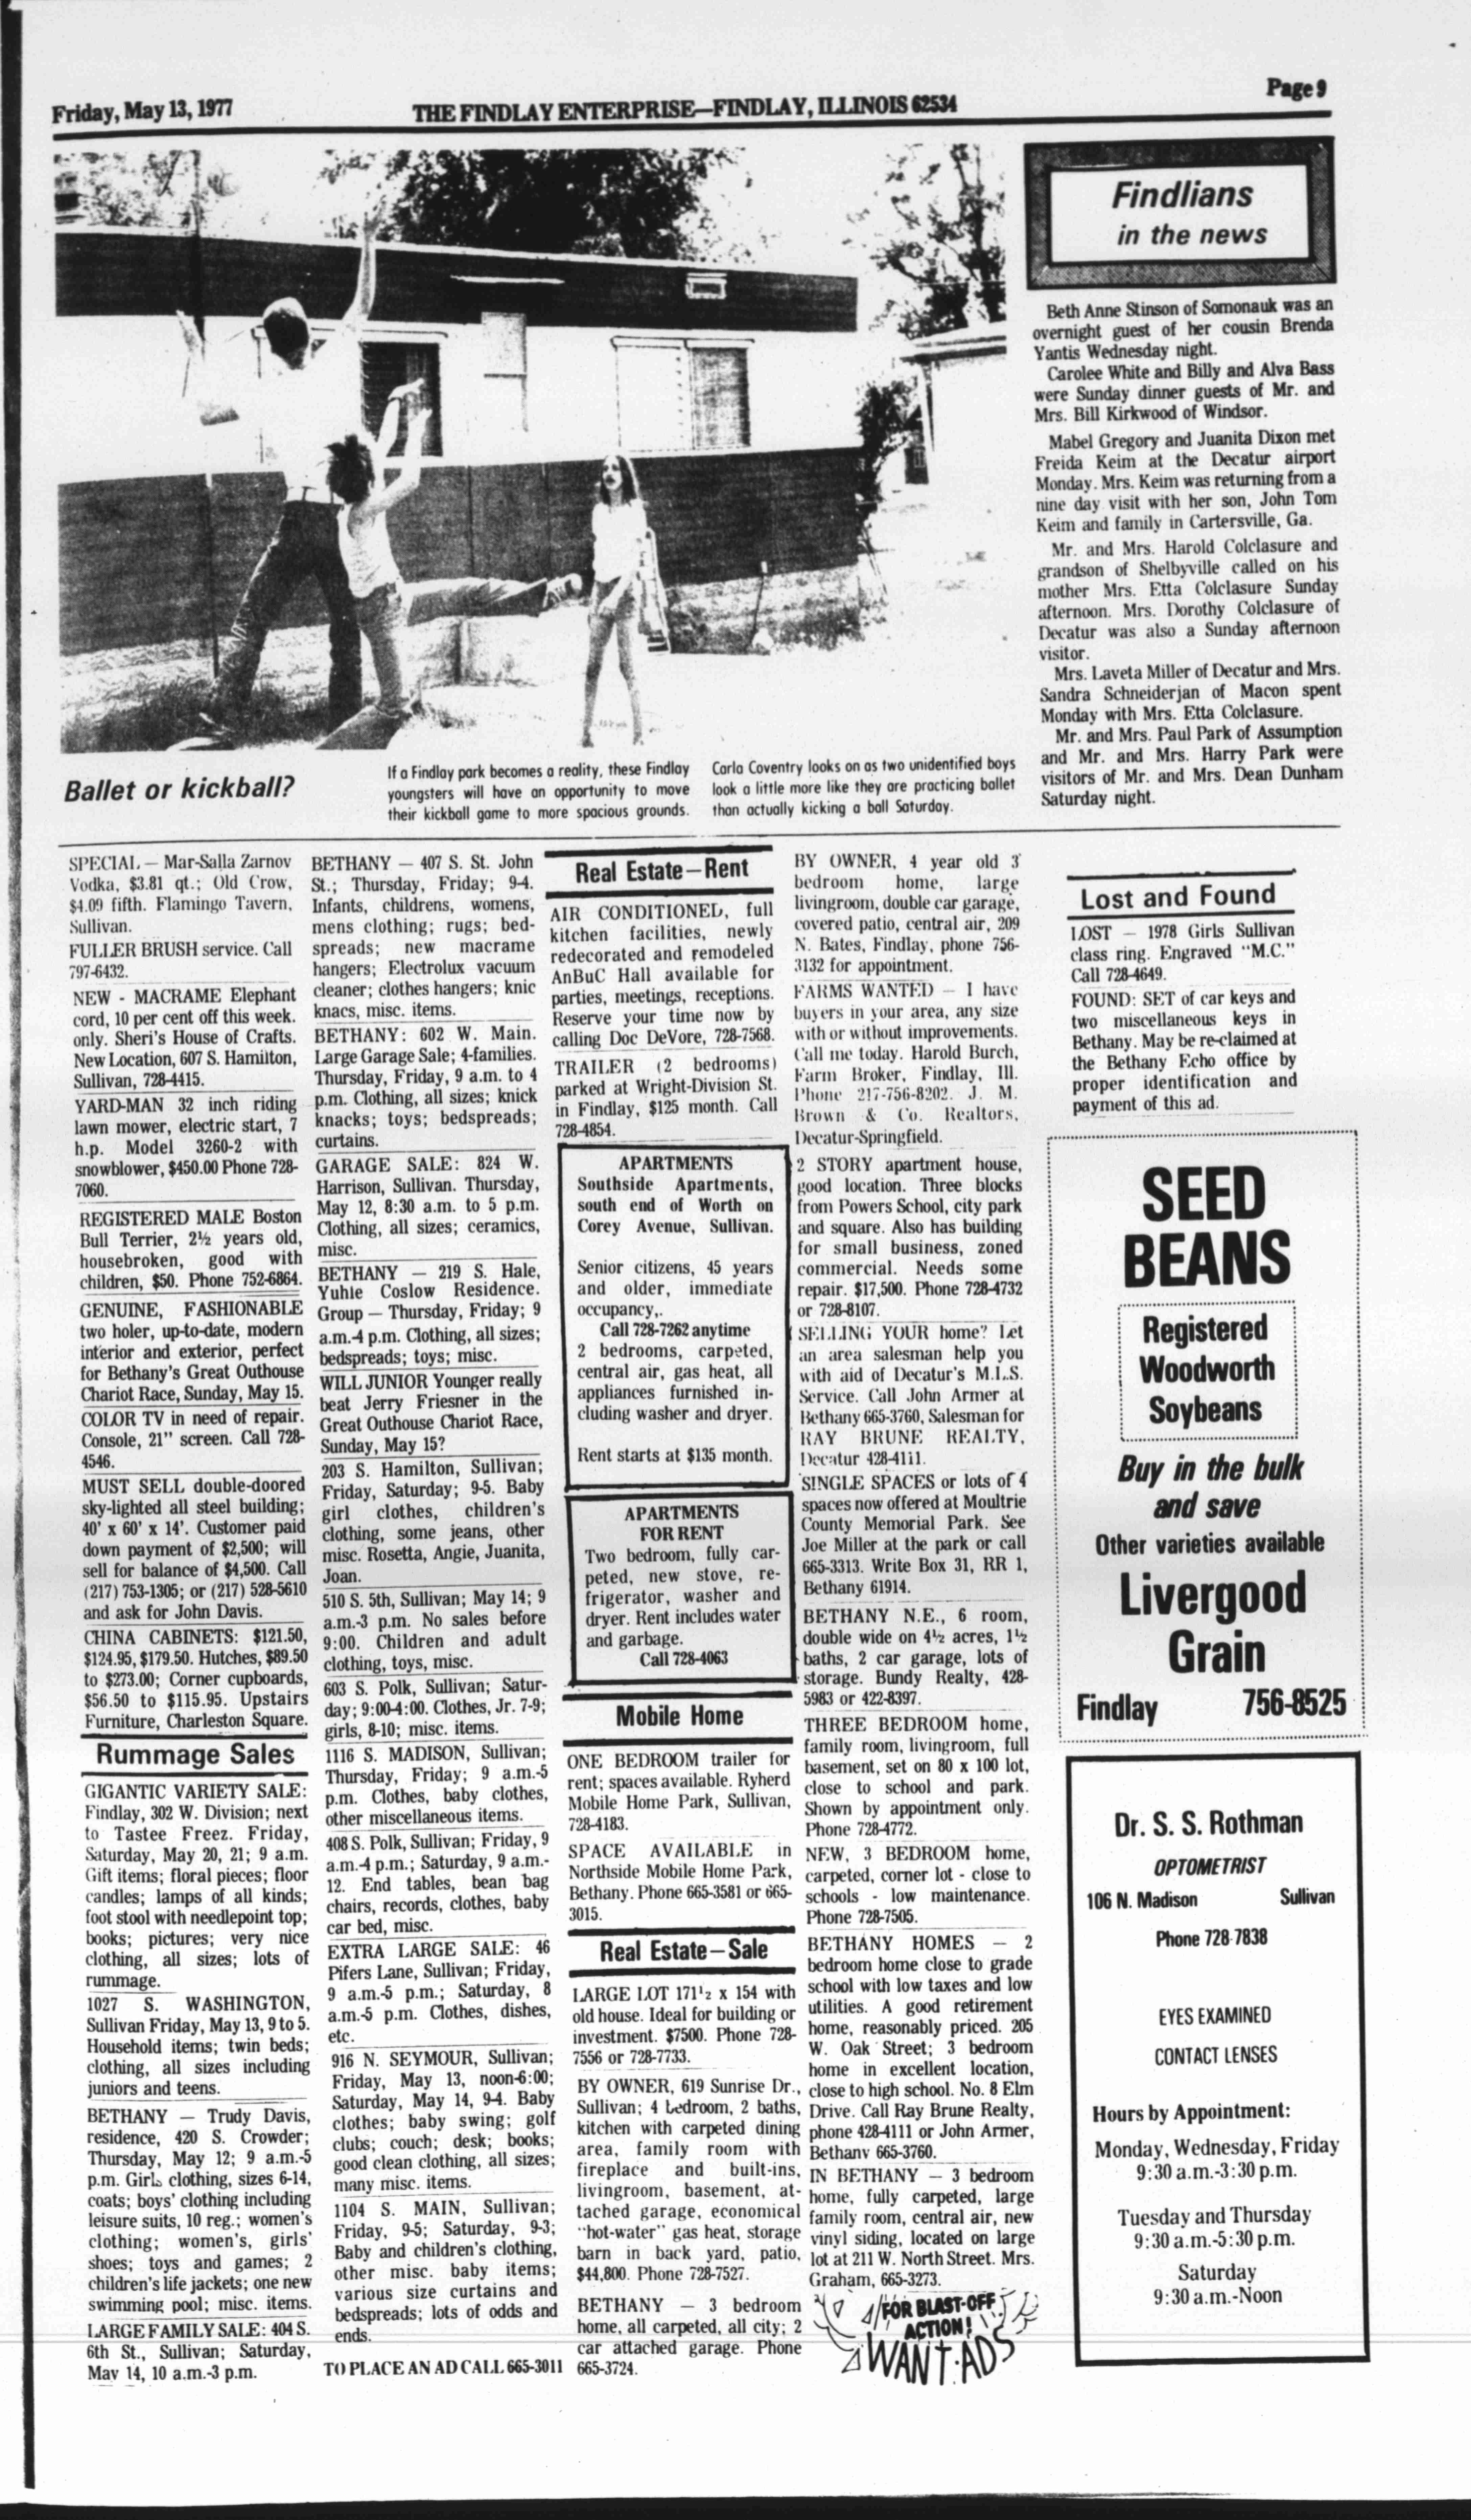 Friday, May 13, 1977
THE FINDLAY ENTERPRISE—FINDLAY, ILLINOIS 62534
Page 9
Ballet or kickball?
If a Findlay park becomes a reality, these Findlay
youngsters will have an opportunity to move
their kickball game to more spacious grounds.
Carla Coventry looks on as two unidentified boys
look a little more like they are practicing ballet
than actually kicking a ball Saturday.
Findlians
in the news
Beth Anne Stinson of Somonauk was an
overnight guest of her cousin Brenda
Yantis Wednesday night.
Carolee White and Billy and Alva Bass
were Sunday dinner guests of Mr. and
Mrs. Bill Kirkwood of Windsor.
Mabel Gregory and Juanita Dixon met
Freida Keim at the Decatur airport
Monday. Mrs. Keim was returning from a
nine day visit with her son, John Tom
Keim and family in Cartersville, Ga.
Mr. and Mrs. Harold Colclasure and
grandson of Shelbyville called on his
mother Mrs. Etta Colclasure Sunday
afternoon. Mrs. Dorothy Colclasure of
Decatur was also a Sunday afternoon
visitor.
Mrs. Laveta Miller of Decatur and Mrs.
Sandra Schneiderjan of Macon spent
Monday with Mrs. Etta Colclasure.
Mr. and Mrs. Paul Park of Assumption
and Mr. and Mrs. Harry Park were
visitors of Mr. and Mrs. Dean Dunham
Saturday night.
SPECIAL — Mar-Salla Zarnov
Vodka, $3.81 qt.; Old Crow,
$4.09 fifth. Flamingo Tavern,
Sullivan.
FULLER BRUSH service. Call
797-6432.
NEW - MACRAME Elephant
cord, 10 per cent off this week.
only. Sheri's House of Crafts.
New Location, 607 S. Hamilton,
Sullivan, 728-4415.
YARD-MAN 32 inch riding
lawn mower, electric start, 7
h.p. Model 3260-2 with
snowblower, $450.00 Phone 728-
7060.
REGISTERED MALE Boston
Bull Terrier, 2½ years old,
housebroken, good with
children, $50. Phone 752-6864.
GENUINE, FASHIONABLE
two holer, up-to-date, modern
interior and exterior, perfect
for Bethany's Great Outhouse
Chariot Race, Sunday, May 15.
COLOR TV in need of repair.
Console, 21" screen. Call 728-
4546.
MUST SELL double-doored
sky-lighted all steel building;
40' x 60' x 14'. Customer paid
down payment of $2,500; will
sell for balance of $4,500. Call
(217) 753-1305; or (217) 528-5610
and ask for John Davis.
CHINA CABINETS: $121.50,
$124.95, $179.50. Hutches, $89.50
to $273.00; Corner cupboards,
$56.50 to $115.95. Upstairs
Furniture, Charleston Square.
Rummage Sales
GIGANTIC VARIETY SALE:
Findlay, 302 W. Division; next
to Tastee Freez. Friday,
Saturday, May 20, 21; 9 a.m.
Gift items; floral pieces; floor
candles; lamps of all kinds;
foot stool with needlepoint top;
books; pictures; very nice
clothing, all sizes; lots of
rummage.
1027 S. WASHINGTON,
Sullivan Friday, May 13, 9 to 5.
Household items; twin beds;
clothing, all sizes including
juniors and teens.
BETHANY — Trudy Davis,
residence, 420 S. Crowder;
Thursday, May 12; 9 a.m.-5
p.m. Girls clothing, sizes 6-14,
coats; boys' clothing including
leisure suits, 10 reg.; women's
clothing; women's, girls'
shoes; toys and games; 2
children's life jackets; one new
swimming pool; misc. items.
LARGE FAMILY SALE: 404 S.
6th St., Sullivan; Saturday,
May 14, 10 a.m.-3 p.m.
BETHANY — 407 S. St. John
St.; Thursday, Friday; 9-4.
Infants, childrens, womens,
mens clothing; rugs; bed-
spreads; new macrame
hangers; Electrolux vacuum
cleaner; clothes hangers; knic
knacs, misc. items.
BETHANY: 602 W. Main.
Large Garage Sale; 4-families.
Thursday, Friday, 9 a.m. to 4
p.m. Clothing, all sizes; knick
knacks; toys; bedspreads;
curtains.
GARAGE SALE: 824 W.
Harrison, Sullivan. Thursday,
May 12, 8:30 a.m. to 5 p.m.
Clothing, all sizes; ceramics,
misc.
BETHANY — 219 S. Hale,
Yuhle Coslow Residence.
Group — Thursday, Friday; 9
a.m.-4 p.m. Clothing, all sizes;
bedspreads; toys; misc.
WILL JUNIOR Younger really
beat Jerry Friesner in the
Great Outhouse Chariot Race,
Sunday, May 15?
203 S. Hamilton, Sullivan;
Friday, Saturday; 9-5. Baby
girl clothes, children's
clothing, some jeans, other
misc. Rosetta, Angie, Juanita,
Joan.
510 S. 5th, Sullivan; May 14; 9
a.m.-3 p.m. No sales before
9:00. Children and adult
clothing, toys, misc.
603 S. Polk, Sullivan; Satur-
day; 9:00-4:00. Clothes, Jr. 7-9;
girls, 8-10; misc. items.
1116 S. MADISON, Sullivan;
Thursday, Friday; 9 a.m.-5
p.m. Clothes, baby clothes,
other miscellaneous items.
408 S. Polk, Sullivan; Friday, 9
a.m.-4 p.m.; Saturday, 9 a.m.-
12. End tables, bean bag
chairs, records, clothes, baby
car bed, misc.
EXTRA LARGE SALE: 46
Pifers Lane, Sullivan; Friday,
9 a.m.-5 p.m.; Saturday, 8
a.m.-5 p.m. Clothes, dishes,
etc.
916 N. SEYMOUR, Sullivan;
Friday, May 13, noon-6:00;
Saturday, May 14, 9-4. Baby
clothes; baby swing; golf
clubs; couch; desk; books;
good clean clothing, all sizes;
many misc. items.
1104 S. MAIN, Sullivan;
Friday, 9-5; Saturday, 9-3;
Baby and children's clothing,
other misc. baby items;
various size curtains and
bedspreads; lots of odds and
ends.
TO PLACE AN AD CALL 665-3011
Real Estate—Rent
AIR CONDITIONED, full
kitchen facilities, newly
redecorated and remodeled
AnBuC Hall available for
parties, meetings, receptions.
Reserve your time now by
calling Doc DeVore, 728-7568.
TRAILER (2 bedrooms)
parked at Wright-Division St.
in Findlay, $125 month. Call
728-4854.
APARTMENTS
Southside Apartments,
south end of Worth on
Corey Avenue, Sullivan.
Senior citizens, 45 years
and older, immediate
occupancy,.
Call 728-7262 anytime
2 bedrooms, carpeted,
central air, gas heat, all
appliances furnished in-
cluding washer and dryer.
Rent starts at $135 month.
APARTMENTS
FOR RENT
Two bedroom, fully car-
peted, new stove, re-
frigerator, washer and
dryer. Rent includes water
and garbage.
Call 728-4063
Mobile Home
ONE BEDROOM trailer for
rent; spaces available. Ryherd
Mobile Home Park, Sullivan,
728-4183.
SPACE AVAILABLE in
Northside Mobile Home Park,
Bethany. Phone 665-3581 or 665-
3015.
Real Estate—Sale
LARGE LOT 171½ x 154 with
old house. Ideal for building or
investment. $7500. Phone 728-
7556 or 728-7733.
BY OWNER, 619 Sunrise Dr.,
Sullivan; 4 bedroom, 2 baths,
kitchen with carpeted dining
area, family room with
fireplace and built-ins,
livingroom, basement, at-
tached garage, economical
"hot-water" gas heat, storage
barn in back yard, patio,
$44,800. Phone 728-7527.
BETHANY — 3 bedroom
home, all carpeted, all city; 2
car attached garage. Phone
665-3724.
BY OWNER, 4 year old 3
bedroom home, large
livingroom, double car garage,
covered patio, central air, 209
N. Bates, Findlay, phone 756-
3132 for appointment.
FARMS WANTED — I have
buyers in your area, any size
with or without improvements.
Call me today. Harold Burch,
Farm Broker, Findlay, Ill.
Phone 217-756-8202. J. M.
Brown & Co. Realtors,
Decatur-Springfield.
2 STORY apartment house,
good location. Three blocks
from Powers School, city park
and square. Also has building
for small business, zoned
commercial. Needs some
repair. $17,500. Phone 728-4732
or 728-8107.
SELLING YOUR home? Let
an area salesman help you
with aid of Decatur's M.L.S.
Service. Call John Armer at
Bethany 665-3760, Salesman for
RAY BRUNE REALTY,
Decatur 428-4111.
SINGLE SPACES or lots of 4
spaces now offered at Moultrie
County Memorial Park. See
Joe Miller at the park or call
665-3313. Write Box 31, RR 1,
Bethany 61914.
BETHANY N.E., 6 room,
double wide on 4½ acres, 1½
baths, 2 car garage, lots of
storage. Bundy Realty, 428-
5983 or 422-8397.
THREE BEDROOM home,
family room, livingroom, full
basement, set on 80 x 100 lot,
close to school and park.
Shown by appointment only.
Phone 728-4772.
NEW, 3 BEDROOM home,
carpeted, corner lot - close to
schools - low maintenance.
Phone 728-7505.
BETHANY HOMES — 2
bedroom home close to grade
school with low taxes and low
utilities. A good retirement
home, reasonably priced. 205
W. Oak Street; 3 bedroom
home in excellent location,
close to high school. No. 8 Elm
Drive. Call Ray Brune Realty,
phone 428-4111 or John Armer,
Bethany 665-3760.
IN BETHANY — 3 bedroom
home, fully carpeted, large
family room, central air, new
vinyl siding, located on large
lot at 211 W. North Street. Mrs.
Graham, 665-3273.
FOR BLAST-OFF
ACTION!
WANT-ADS
Lost and Found
LOST — 1978 Girls Sullivan
class ring. Engraved "M.C."
Call 728-4649.
FOUND: SET of car keys and
two miscellaneous keys in
Bethany. May be re-claimed at
the Bethany Echo office by
proper identification and
payment of this ad.
SEED
BEANS
Registered
Woodworth
Soybeans
Buy in the bulk
and save
Other varieties available
Livergood
Grain
Findlay 756-8525
Dr. S. S. Rothman
OPTOMETRIST
106 N. Madison Sullivan
Phone 728-7838
EYES EXAMINED
CONTACT LENSES
Hours by Appointment:
Monday, Wednesday, Friday
9:30 a.m.-3:30 p.m.
Tuesday and Thursday
9:30 a.m.-5:30 p.m.
Saturday
9:30 a.m.-Noon